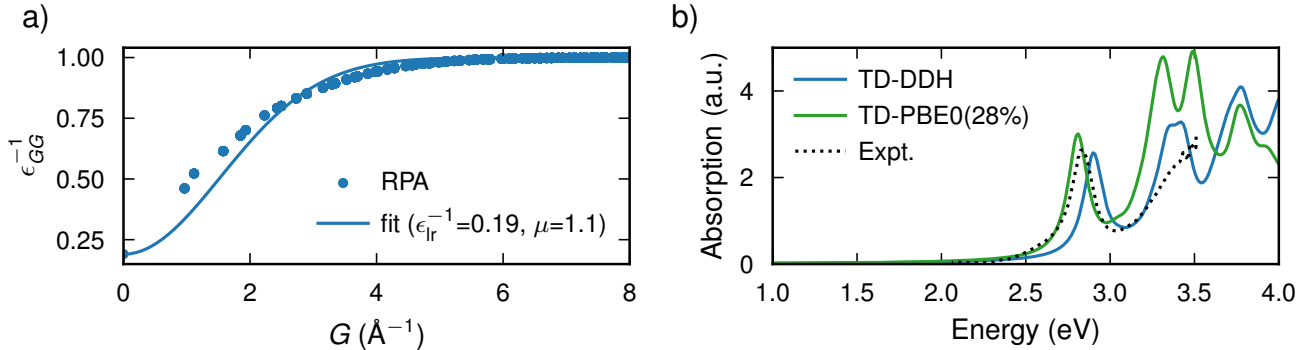 a)
1.00
0.75
0.50
0.25
ϵ⁻¹GG
RPA
fit (ϵ⁻¹lr=0.19, μ=1.1)
0 2 4 6 8
G (Å⁻¹)
b)
4
2
0
Absorption (a.u.)
TD-DDH
TD-PBE0(28%)
Expt.
1.0 1.5 2.0 2.5 3.0 3.5 4.0
Energy (eV)